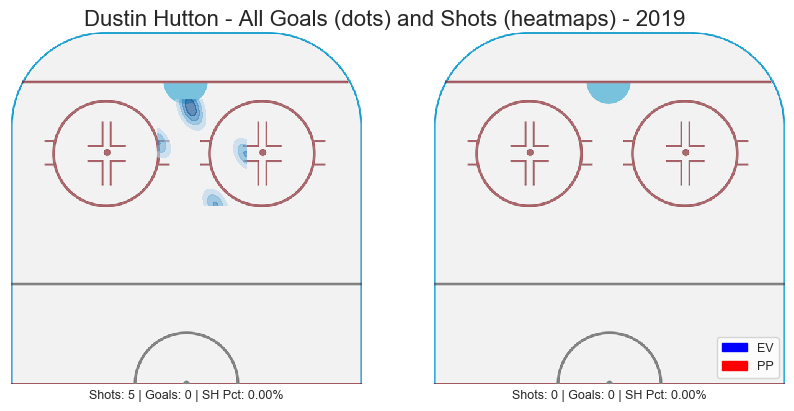 Dustin Hutton - All Goals (dots) and Shots (heatmaps) - 2019
EV
PP
Shots: 5 | Goals: 0 | SH Pct: 0.00%
Shots: 0 | Goals: 0 | SH Pct: 0.00%